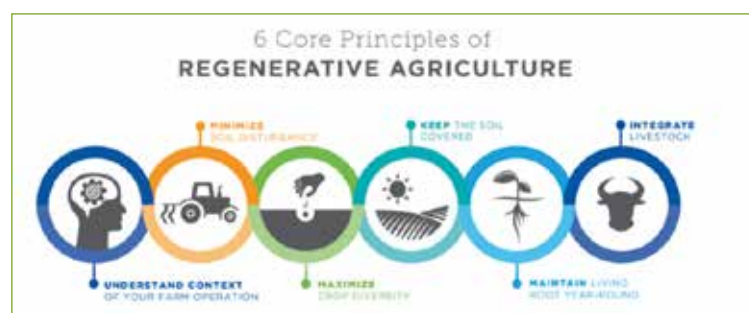 6 Core Principles of
REGENERATIVE AGRICULTURE
MINIMIZE
SOIL DISTURBANCE
KEEP THE SOIL
COVERED
INTEGRATE
LIVESTOCK
UNDERSTAND CONTEXT
OF YOUR FARM OPERATION
MAXIMIZE
CROP DIVERSITY
MAINTAIN LIVING
ROOT YEAR-ROUND